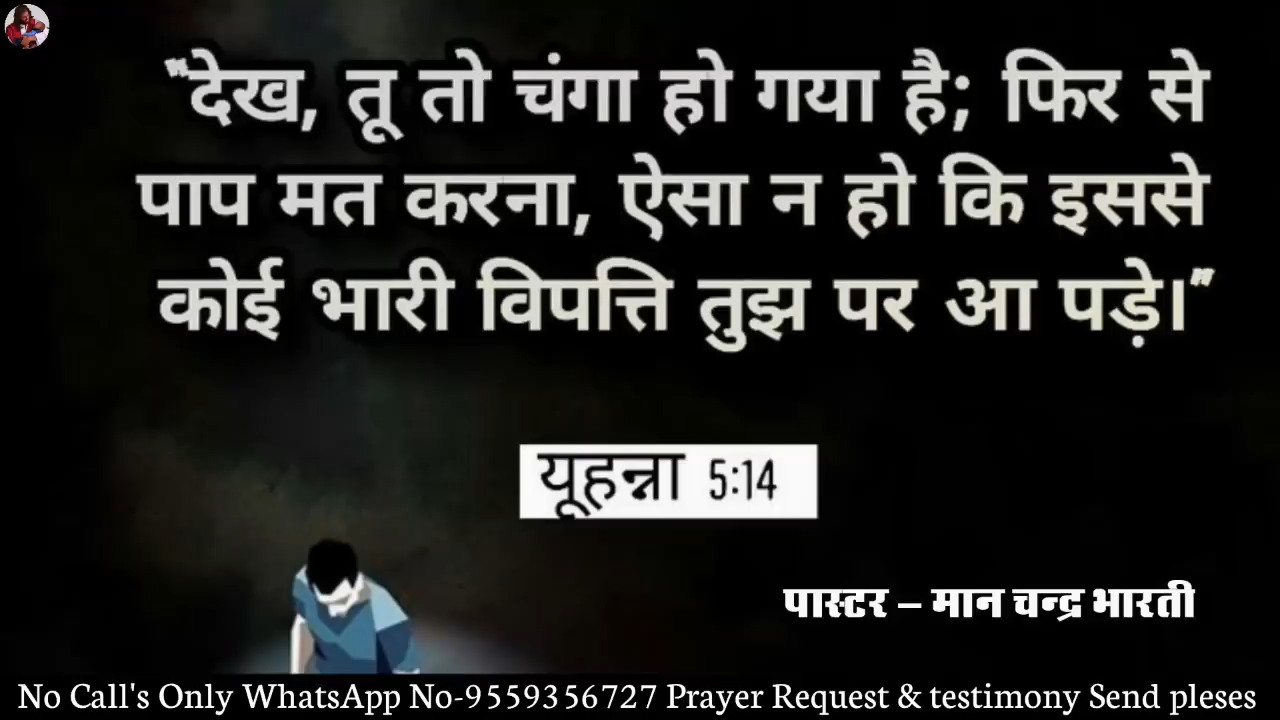 "देख, तू तो चंगा हो गया है; फिर से
पाप मत करना, ऐसा न हो कि इससे
कोई भारी विपत्ति तुझ पर आ पड़े।"
यूहन्ना 5:14
पास्टर – मान चन्द्र भारती
No Call's Only WhatsApp No-9559356727 Prayer Request & testimony Send pleses